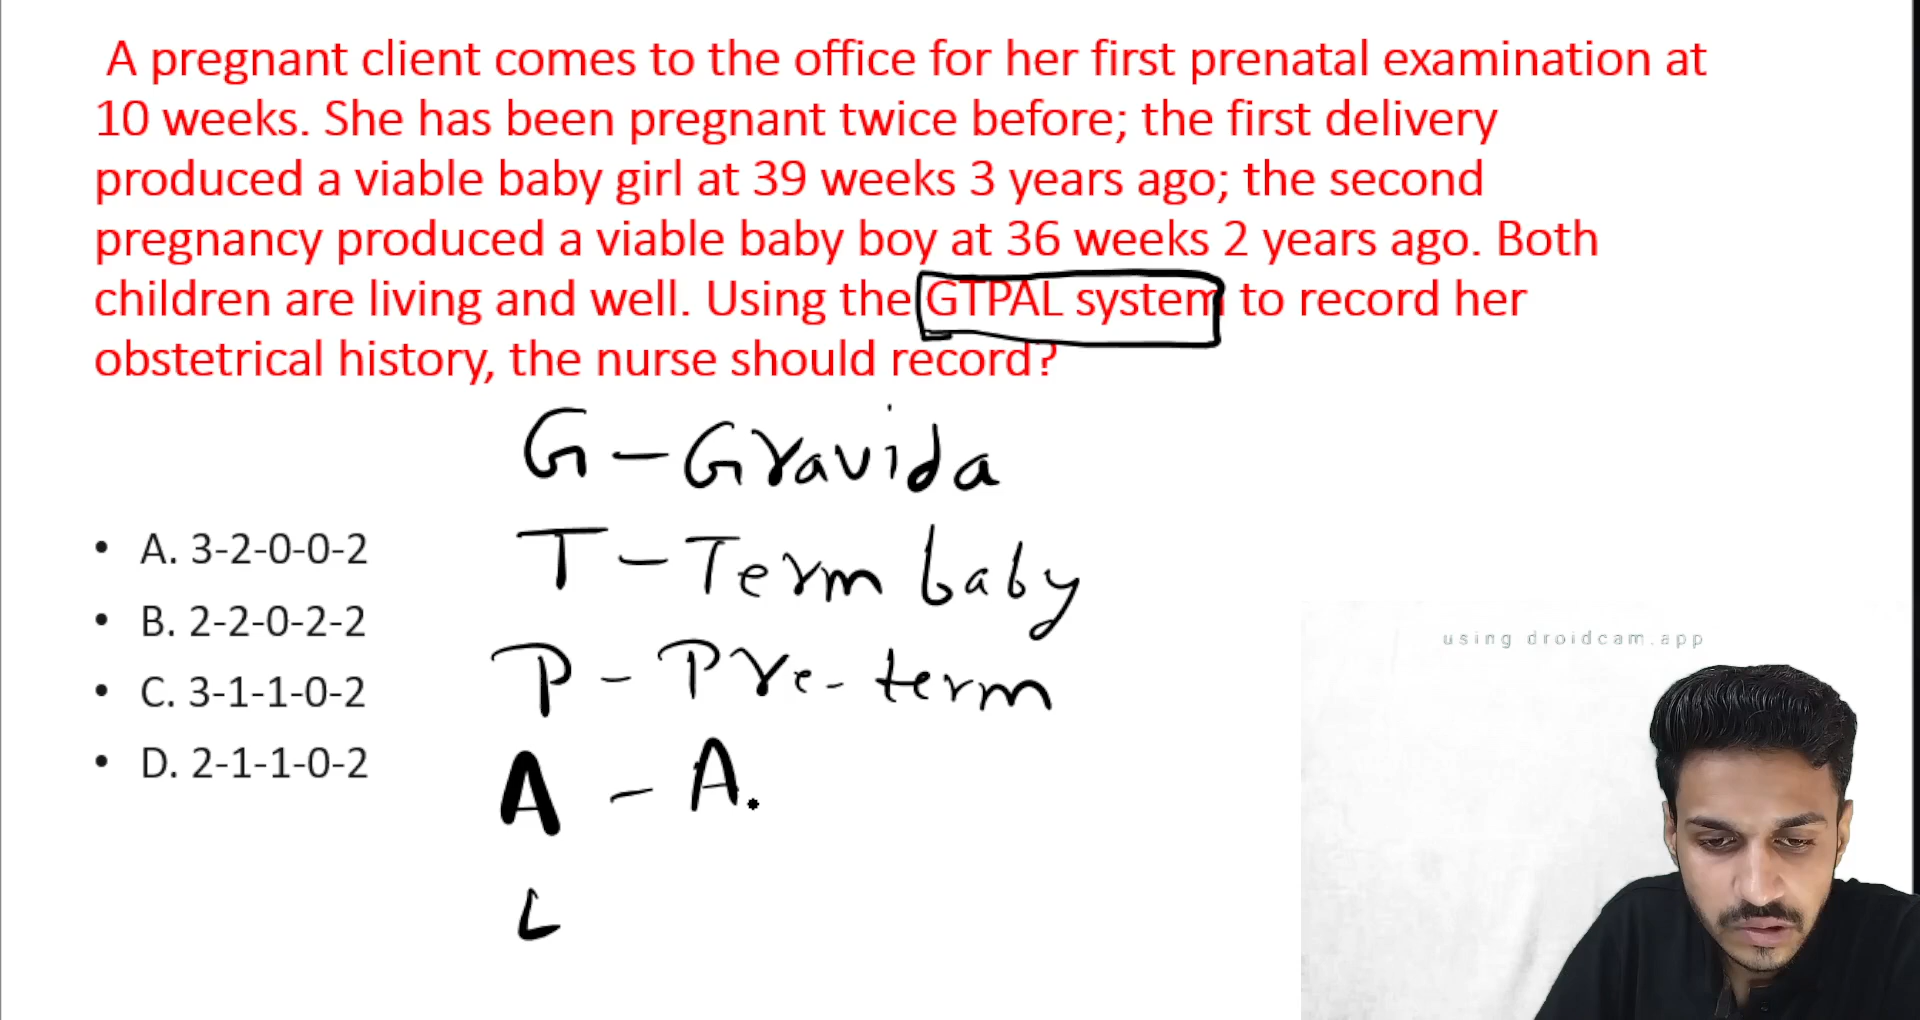 A pregnant client comes to the office for her first prenatal examination at
10 weeks. She has been pregnant twice before; the first delivery
produced a viable baby girl at 39 weeks 3 years ago; the second
pregnancy produced a viable baby boy at 36 weeks 2 years ago. Both
children are living and well. Using the GTPAL system to record her
obstetrical history, the nurse should record?
G - Gravida
T - Term baby
P - Pre-term
A - A.
L
• A. 3-2-0-0-2
• B. 2-2-0-2-2
• C. 3-1-1-0-2
• D. 2-1-1-0-2
using droidcam.app